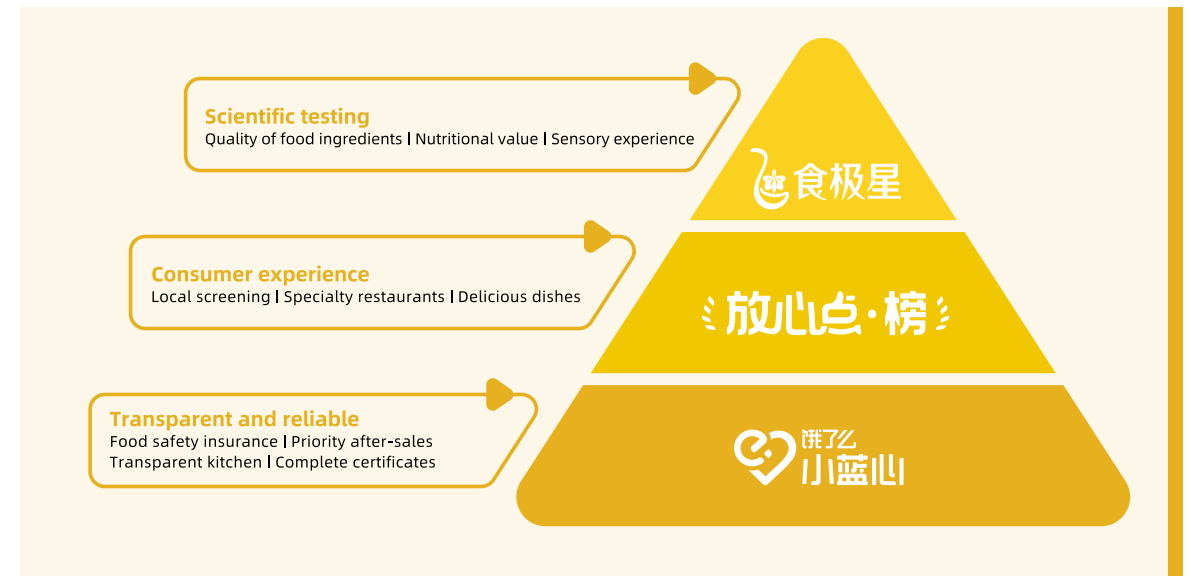 Scientific testing
Quality of food ingredients | Nutritional value | Sensory experience
食极星
Consumer experience
Local screening | Specialty restaurants | Delicious dishes
放心点·榜
Transparent and reliable
Food safety insurance | Priority after-sales
Transparent kitchen | Complete certificates
饿了么
小蓝心